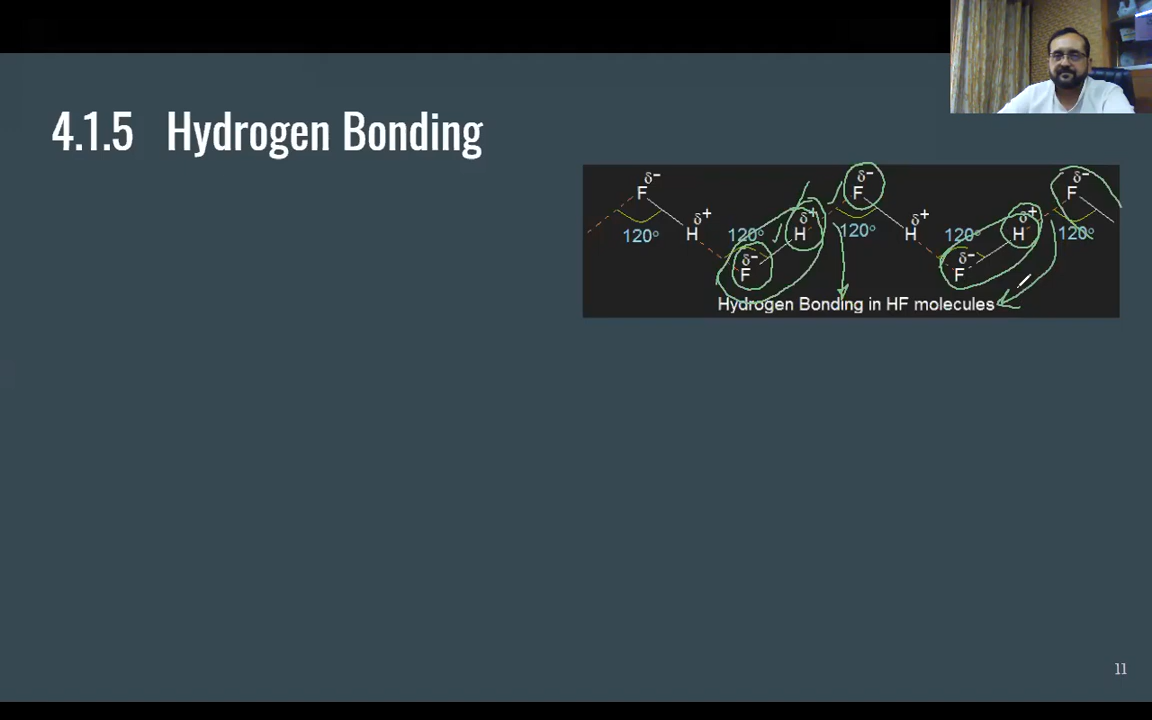 4.1.5 Hydrogen Bonding
δ− δ− δ−
F F F
δ+ δ+ δ+ δ+
H H H H
120° 120° 120° 120° 120°
δ− δ−
F F
Hydrogen Bonding in HF molecules
11